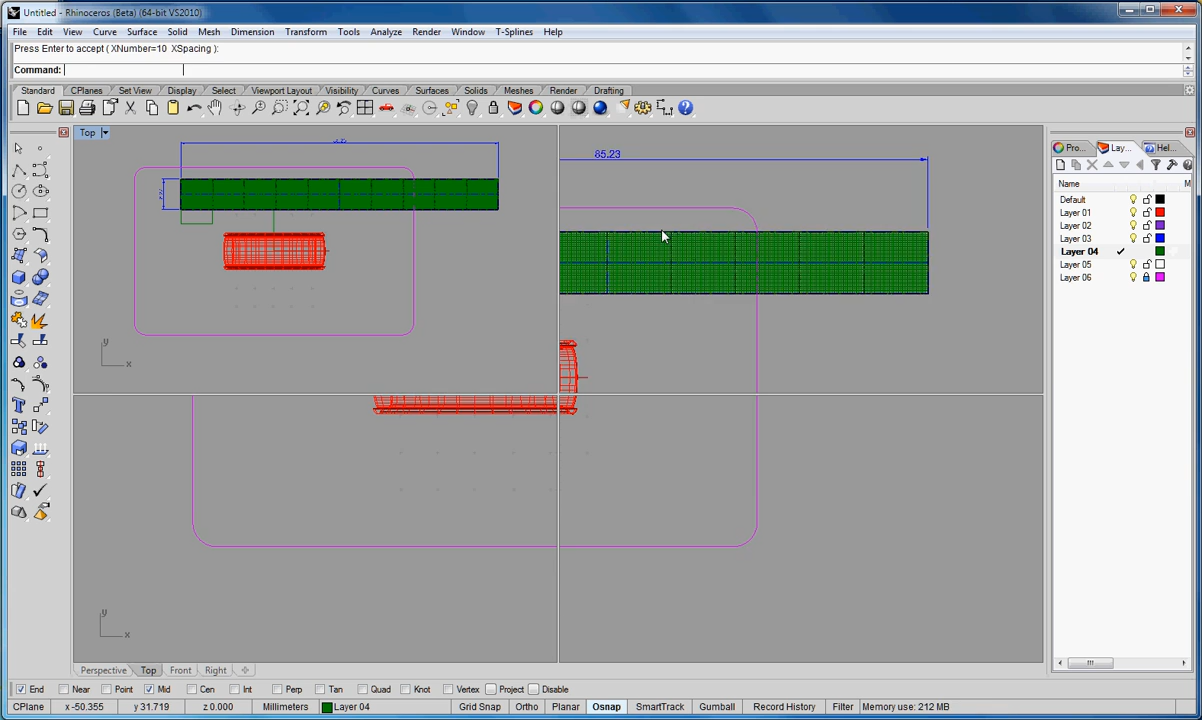 Untitled - Rhinoceros (Beta) (64-bit VS2010)
File Edit View Curve Surface Solid Mesh Dimension Transform Tools Analyze Render Window T-Splines Help
Press Enter to accept ( XNumber=10 XSpacing ):
Command:
Standard CPlanes Set View Display Select Viewport Layout Visibility Curves Surfaces Solids Meshes Render Drafting
Top
85.23
Pro... Lay... Hel...
Name M
Default
Layer 01
Layer 02
Layer 03
Layer 04
Layer 05
Layer 06
y
x
y
x
Perspective Top Front Right
End Near Point Mid Cen Int Perp Tan Quad Knot Vertex Project Disable
CPlane x -50.355 y 31.719 z 0.000 Millimeters Layer 04 Grid Snap Ortho Planar Osnap SmartTrack Gumball Record History Filter Memory use: 212 MB